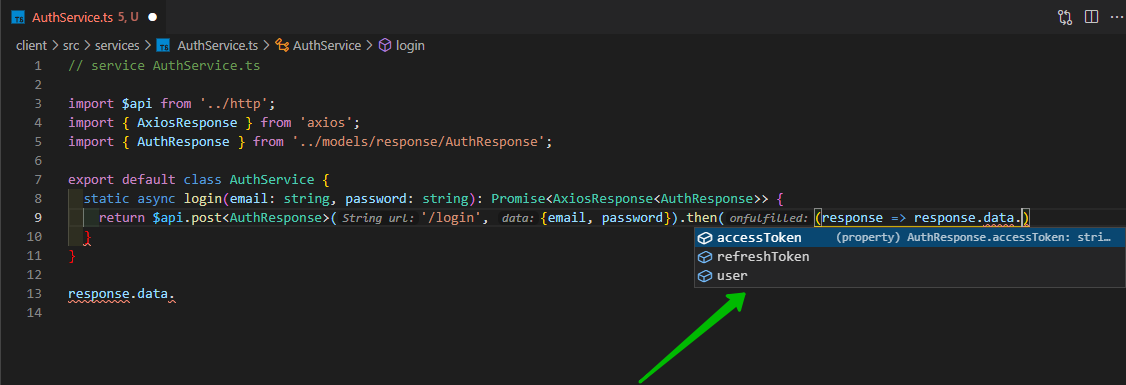 TS AuthService.ts 5, U ●
client > src > services > TS AuthService.ts > AuthService > login
1 // service AuthService.ts
2
3 import $api from '../http';
4 import { AxiosResponse } from 'axios';
5 import { AuthResponse } from '../models/response/AuthResponse';
6
7 export default class AuthService {
8 static async login(email: string, password: string): Promise<AxiosResponse<AuthResponse>> {
9 return $api.post<AuthResponse>( String url: '/login', data: {email, password}).then( onfulfilled: (response => response.data.)
10 }
accessToken (property) AuthResponse.accessToken: stri…
refreshToken
user
11 }
12
13 response.data.
14